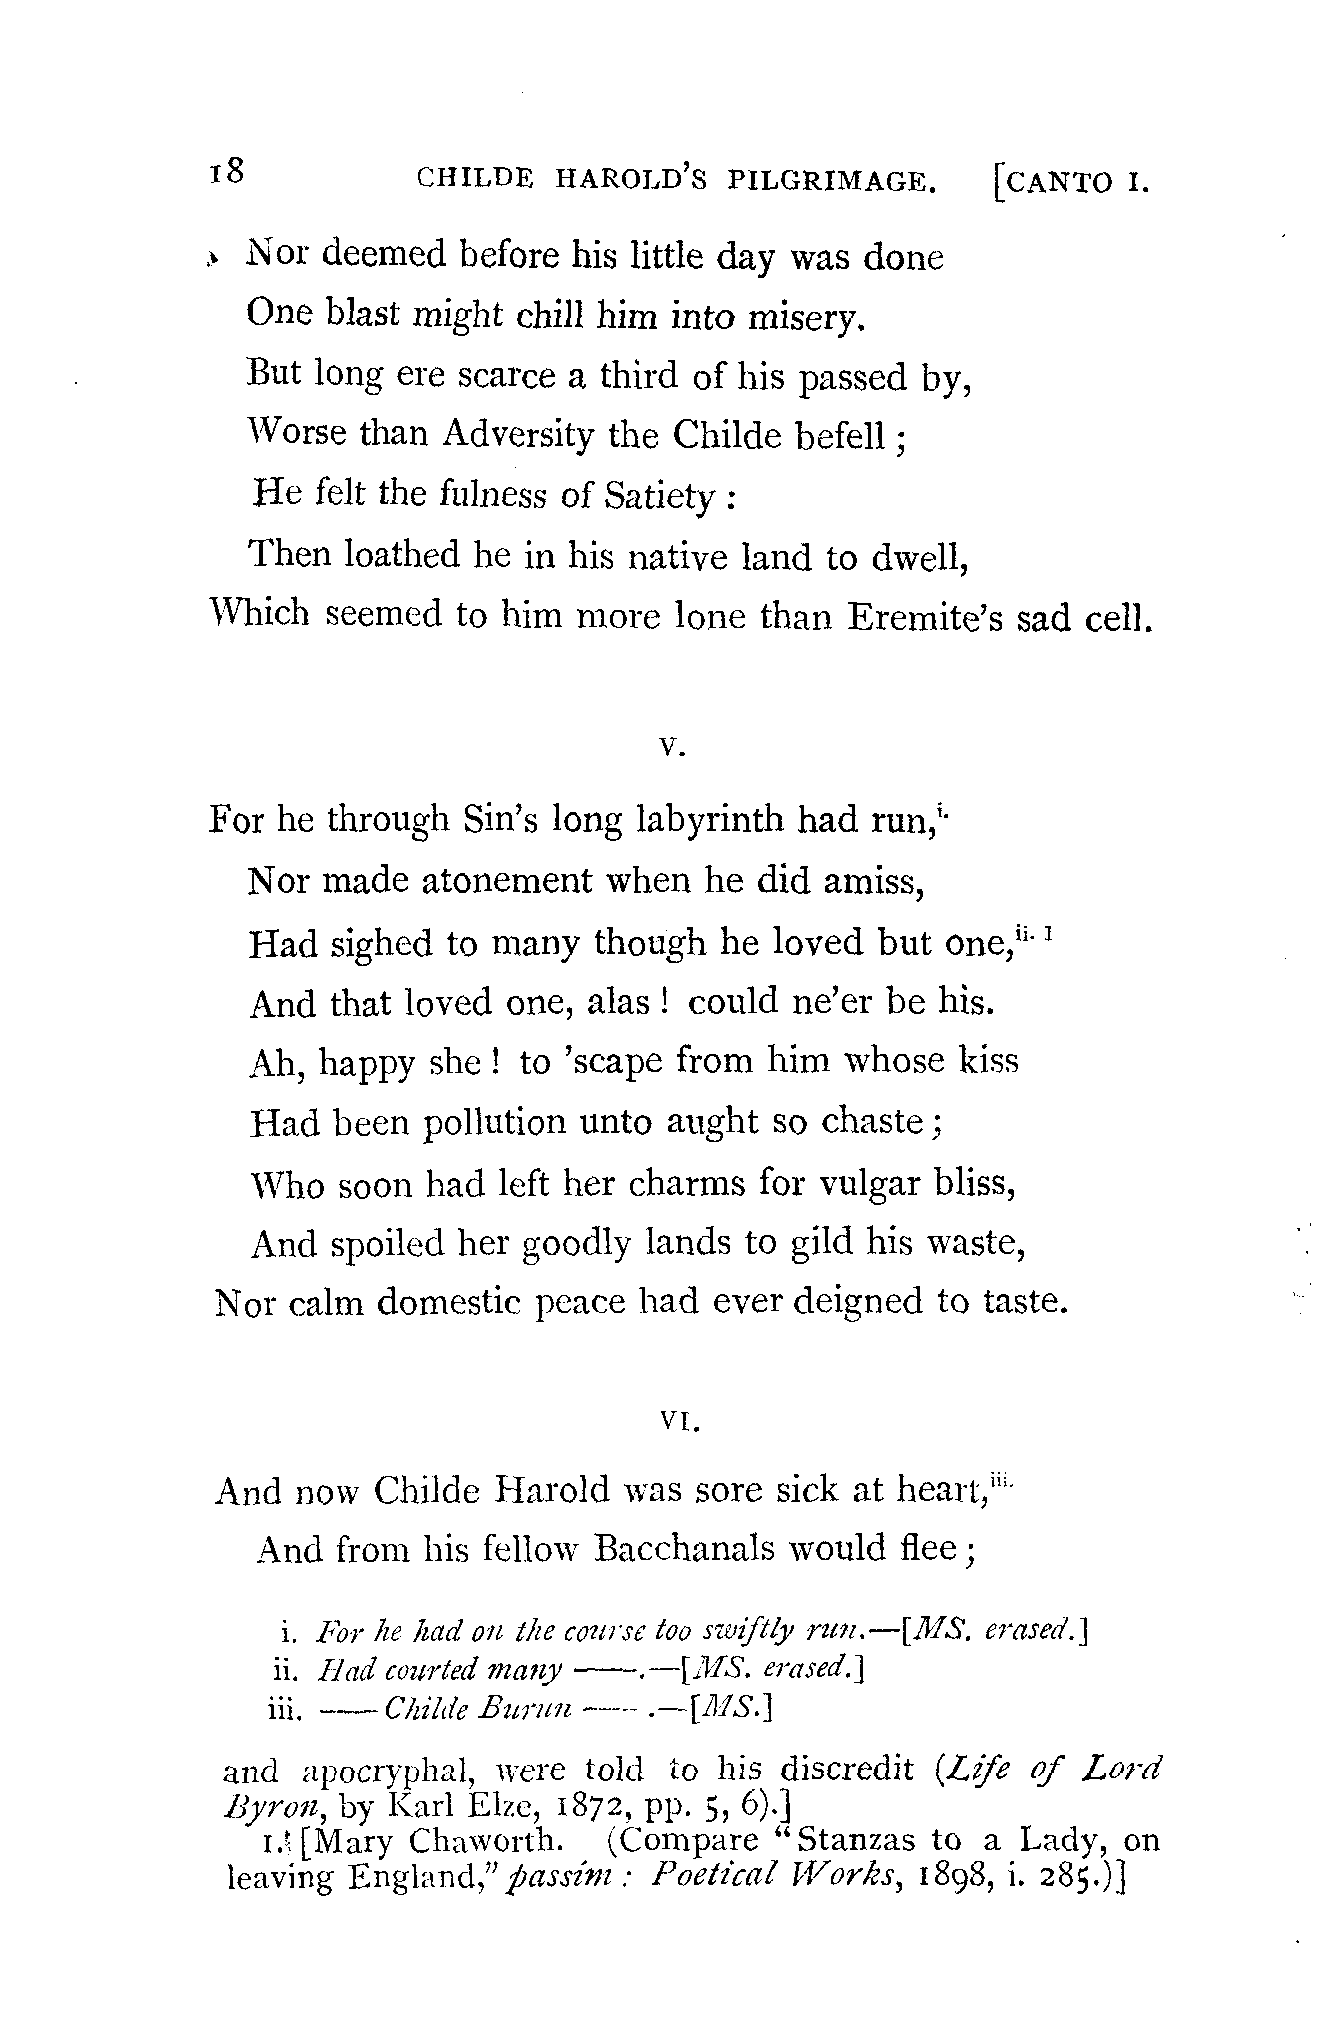 18 CHILDE HAROLD'S PILGRIMAGE. [CANTO I.
Nor deemed before his little day was done
One blast might chill him into misery.
But long ere scarce a third of his passed by,
Worse than Adversity the Childe befell;
He felt the fulness of Satiety:
Then loathed he in his native land to dwell,
Which seemed to him more lone than Eremite's sad cell.
V.
For he through Sin's long labyrinth had run,i.
Nor made atonement when he did amiss,
Had sighed to many though he loved but one,ii. 1
And that loved one, alas! could ne'er be his.
Ah, happy she! to 'scape from him whose kiss
Had been pollution unto aught so chaste;
Who soon had left her charms for vulgar bliss,
And spoiled her goodly lands to gild his waste,
Nor calm domestic peace had ever deigned to taste.
VI.
And now Childe Harold was sore sick at heart,iii.
And from his fellow Bacchanals would flee;
i. For he had on the course too swiftly run.—[MS. erased.]
ii. Had courted many ——.—[MS. erased.]
iii. —— Childe Burun —— .—[MS.]
and apocryphal, were told to his discredit (Life of Lord
Byron, by Karl Elze, 1872, pp. 5, 6).]
1. [Mary Chaworth. (Compare "Stanzas to a Lady, on
leaving England," passim: Poetical Works, 1898, i. 285.)]